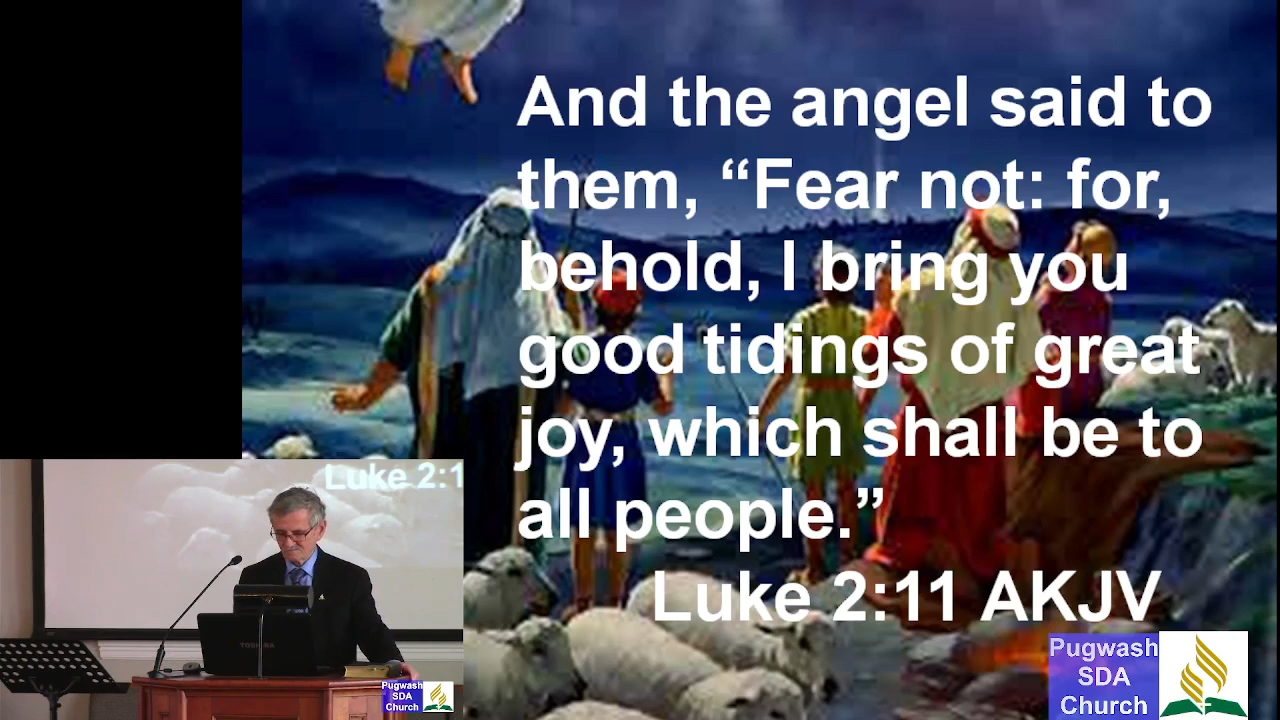 And the angel said to
them, “Fear not: for,
behold, I bring you
good tidings of great
joy, which shall be to
all people.”
Luke 2:11 AKJV
Luke 2:1
TOSHIBA
Pugwash
SDA
Church
Pugwash
SDA
Church